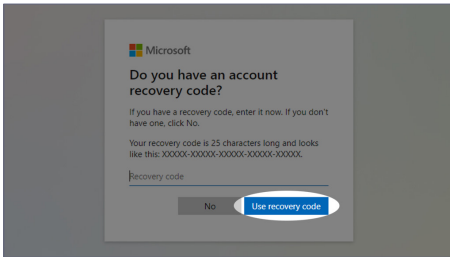 Microsoft
Do you have an account
recovery code?
If you have a recovery code, enter it now. If you don't
have one, click No.
Your recovery code is 25 characters long and looks
like this: XXXXX-XXXXX-XXXXX-XXXXX-XXXXX.
Recovery code
No Use recovery code